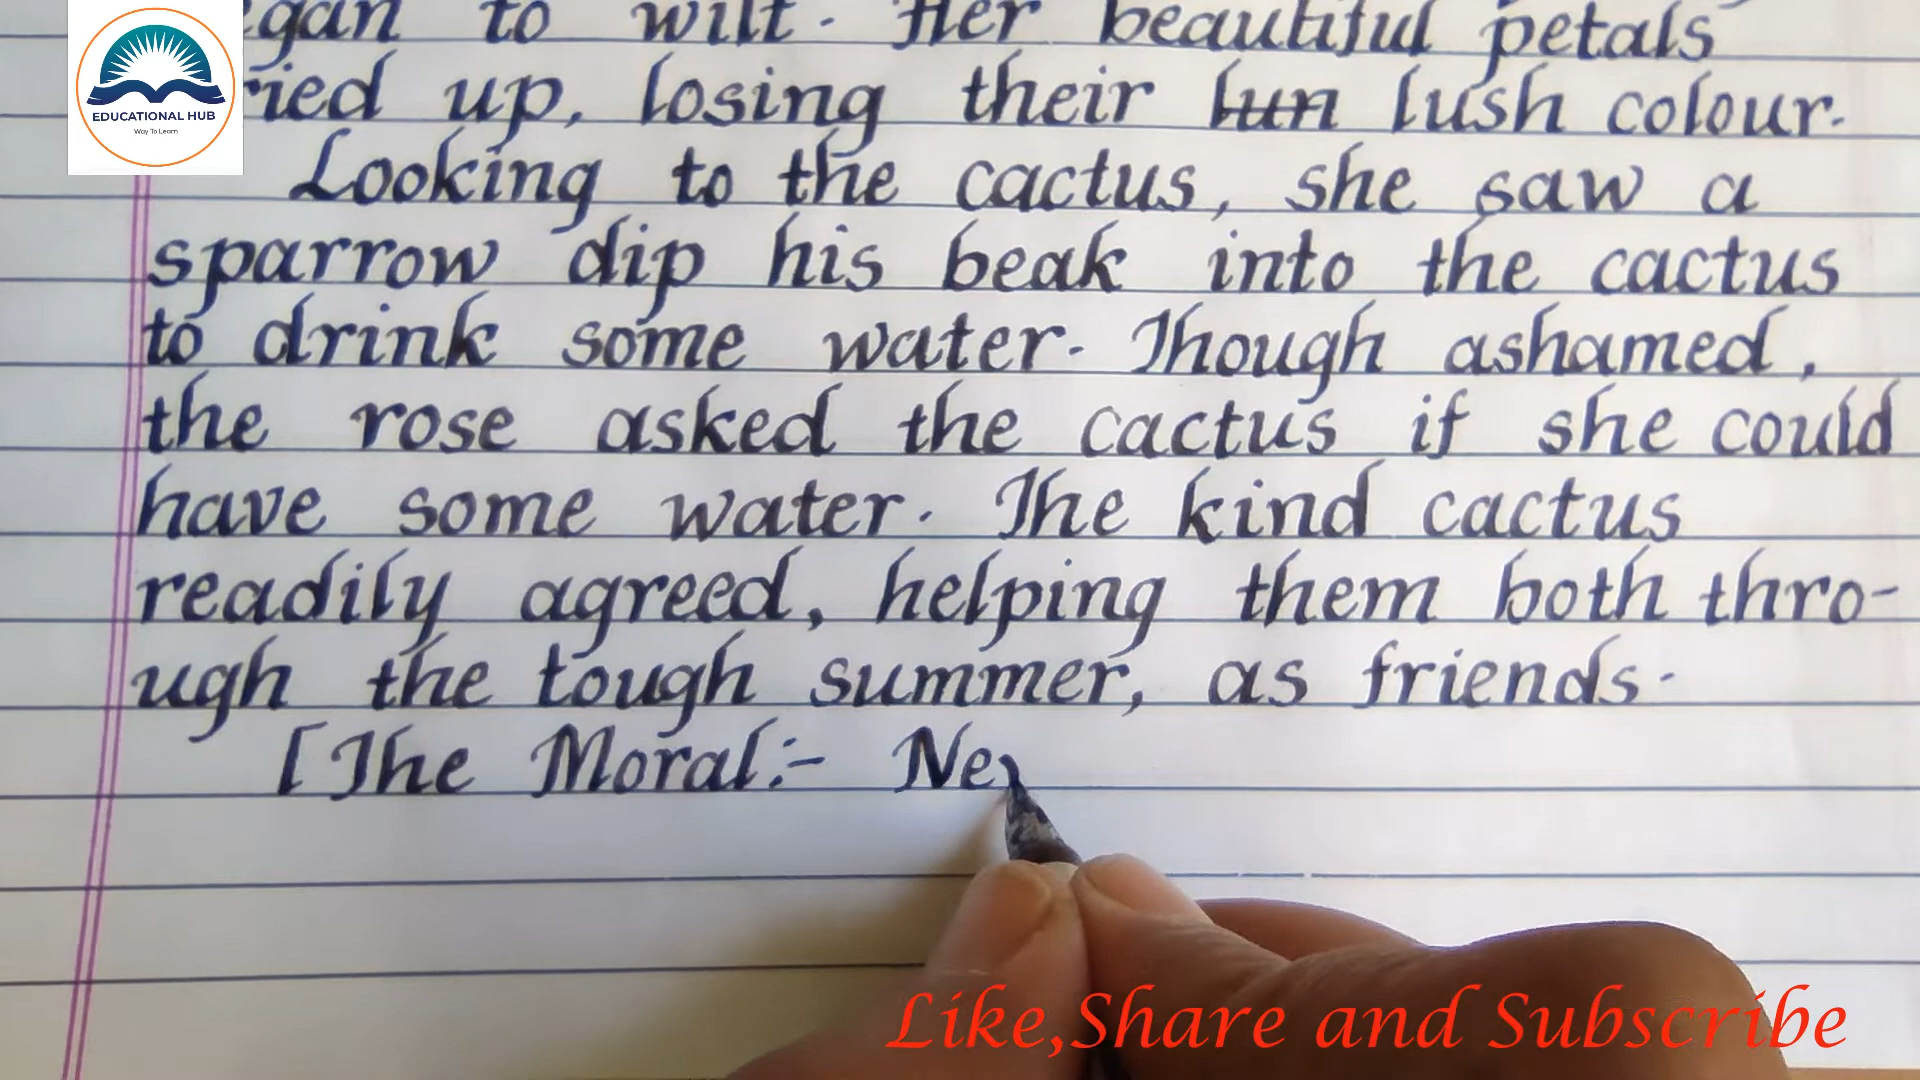 gan to wilt. Her beautiful petals
ried up, losing their lun lush colour.
Looking to the cactus, she saw a
sparrow dip his beak into the cactus
to drink some water. Though ashamed,
the rose asked the cactus if she could
have some water. The kind cactus
readily agreed, helping them both thro-
ugh the tough summer, as friends.
[The Moral:- Ne
EDUCATIONAL HUB
Way To Learn
Like,Share and Subscribe